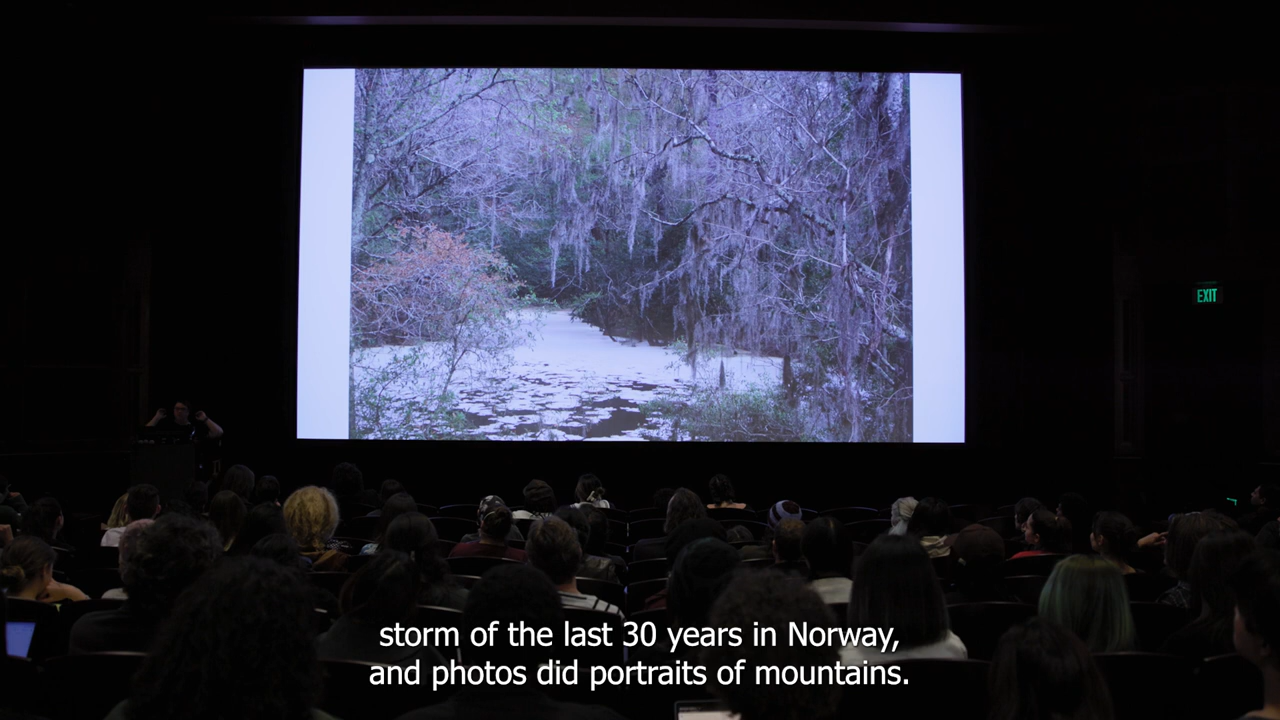 EXIT
storm of the last 30 years in Norway,
and photos did portraits of mountains.